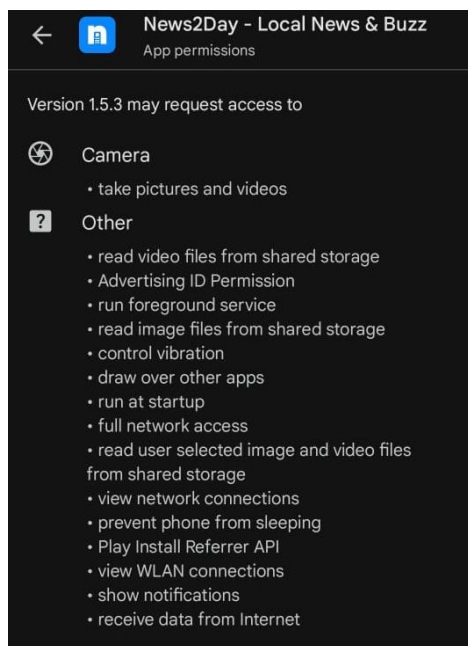 News2Day - Local News & Buzz
App permissions
Version 1.5.3 may request access to
Camera
• take pictures and videos
? Other
• read video files from shared storage
• Advertising ID Permission
• run foreground service
• read image files from shared storage
• control vibration
• draw over other apps
• run at startup
• full network access
• read user selected image and video files
from shared storage
• view network connections
• prevent phone from sleeping
• Play Install Referrer API
• view WLAN connections
• show notifications
• receive data from Internet